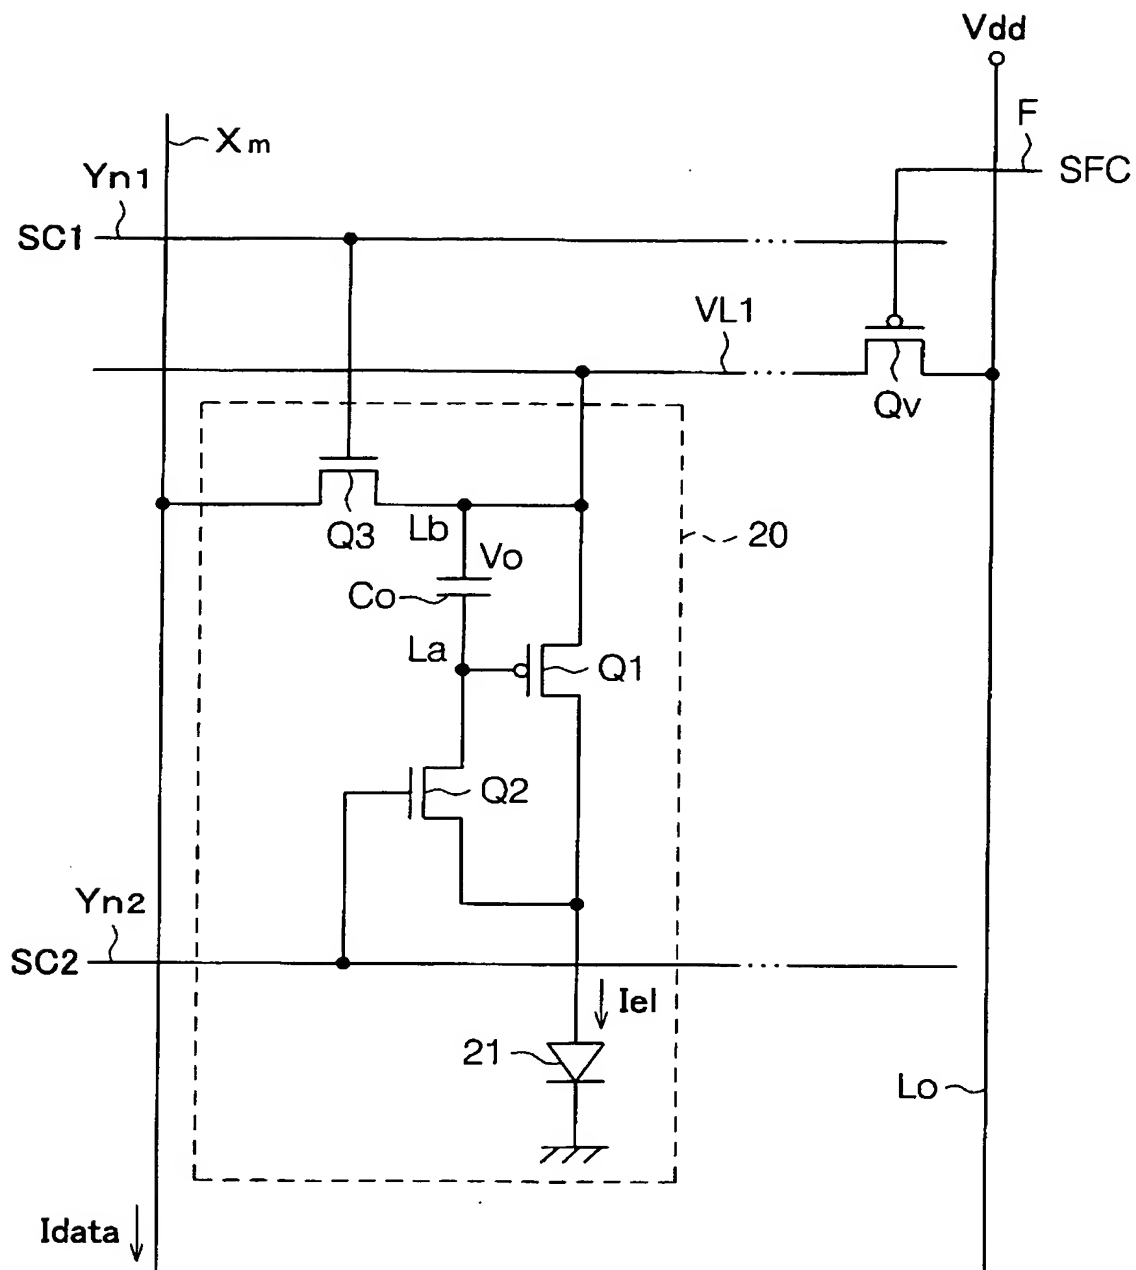 Vdd
F
Xm
SFC
Yn1
SC1
VL1
Qv
Q3
Lb
20
Vo
Co
La
Q1
Q2
Yn2
SC2
Iel
21
Lo
Idata